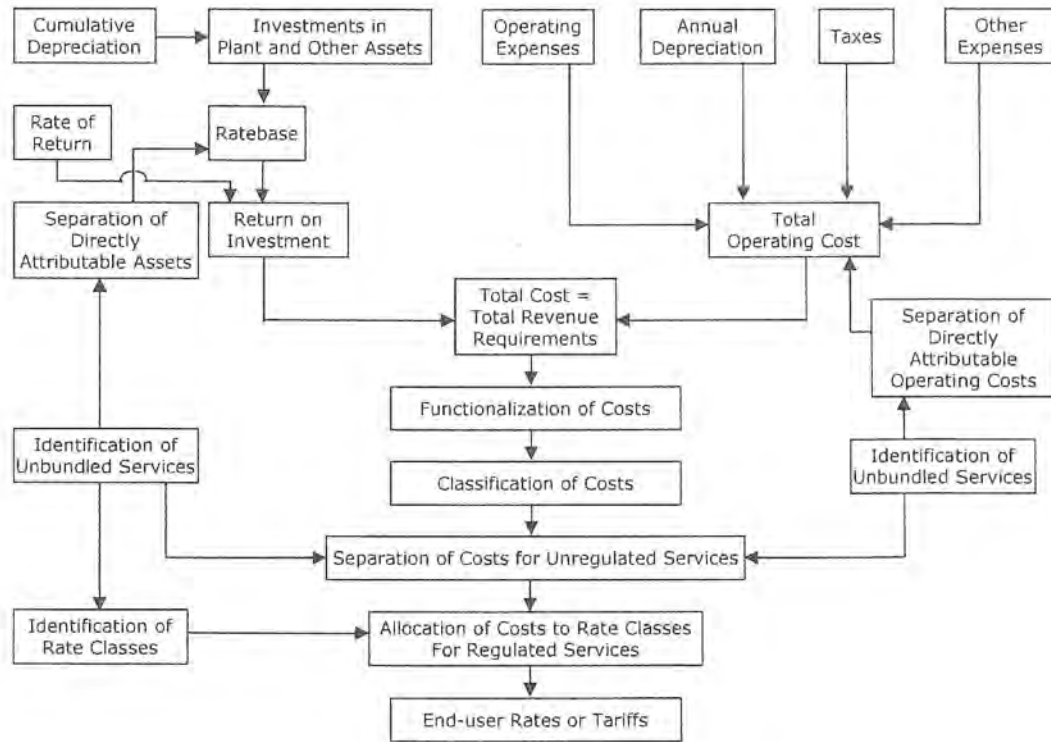 Cumulative
Depreciation
Investments in
Plant and Other Assets
Operating
Expenses
Annual
Depreciation
Taxes
Other
Expenses
Rate of
Return
Ratebase
Separation of
Directly
Attributable Assets
Return on
Investment
Total
Operating Cost
Total Cost =
Total Revenue
Requirements
Separation of
Directly
Attributable
Operating Costs
Functionalization of Costs
Identification of
Unbundled Services
Identification of
Unbundled Services
Classification of Costs
Separation of Costs for Unregulated Services
Identification of
Rate Classes
Allocation of Costs to Rate Classes
For Regulated Services
End-user Rates or Tariffs